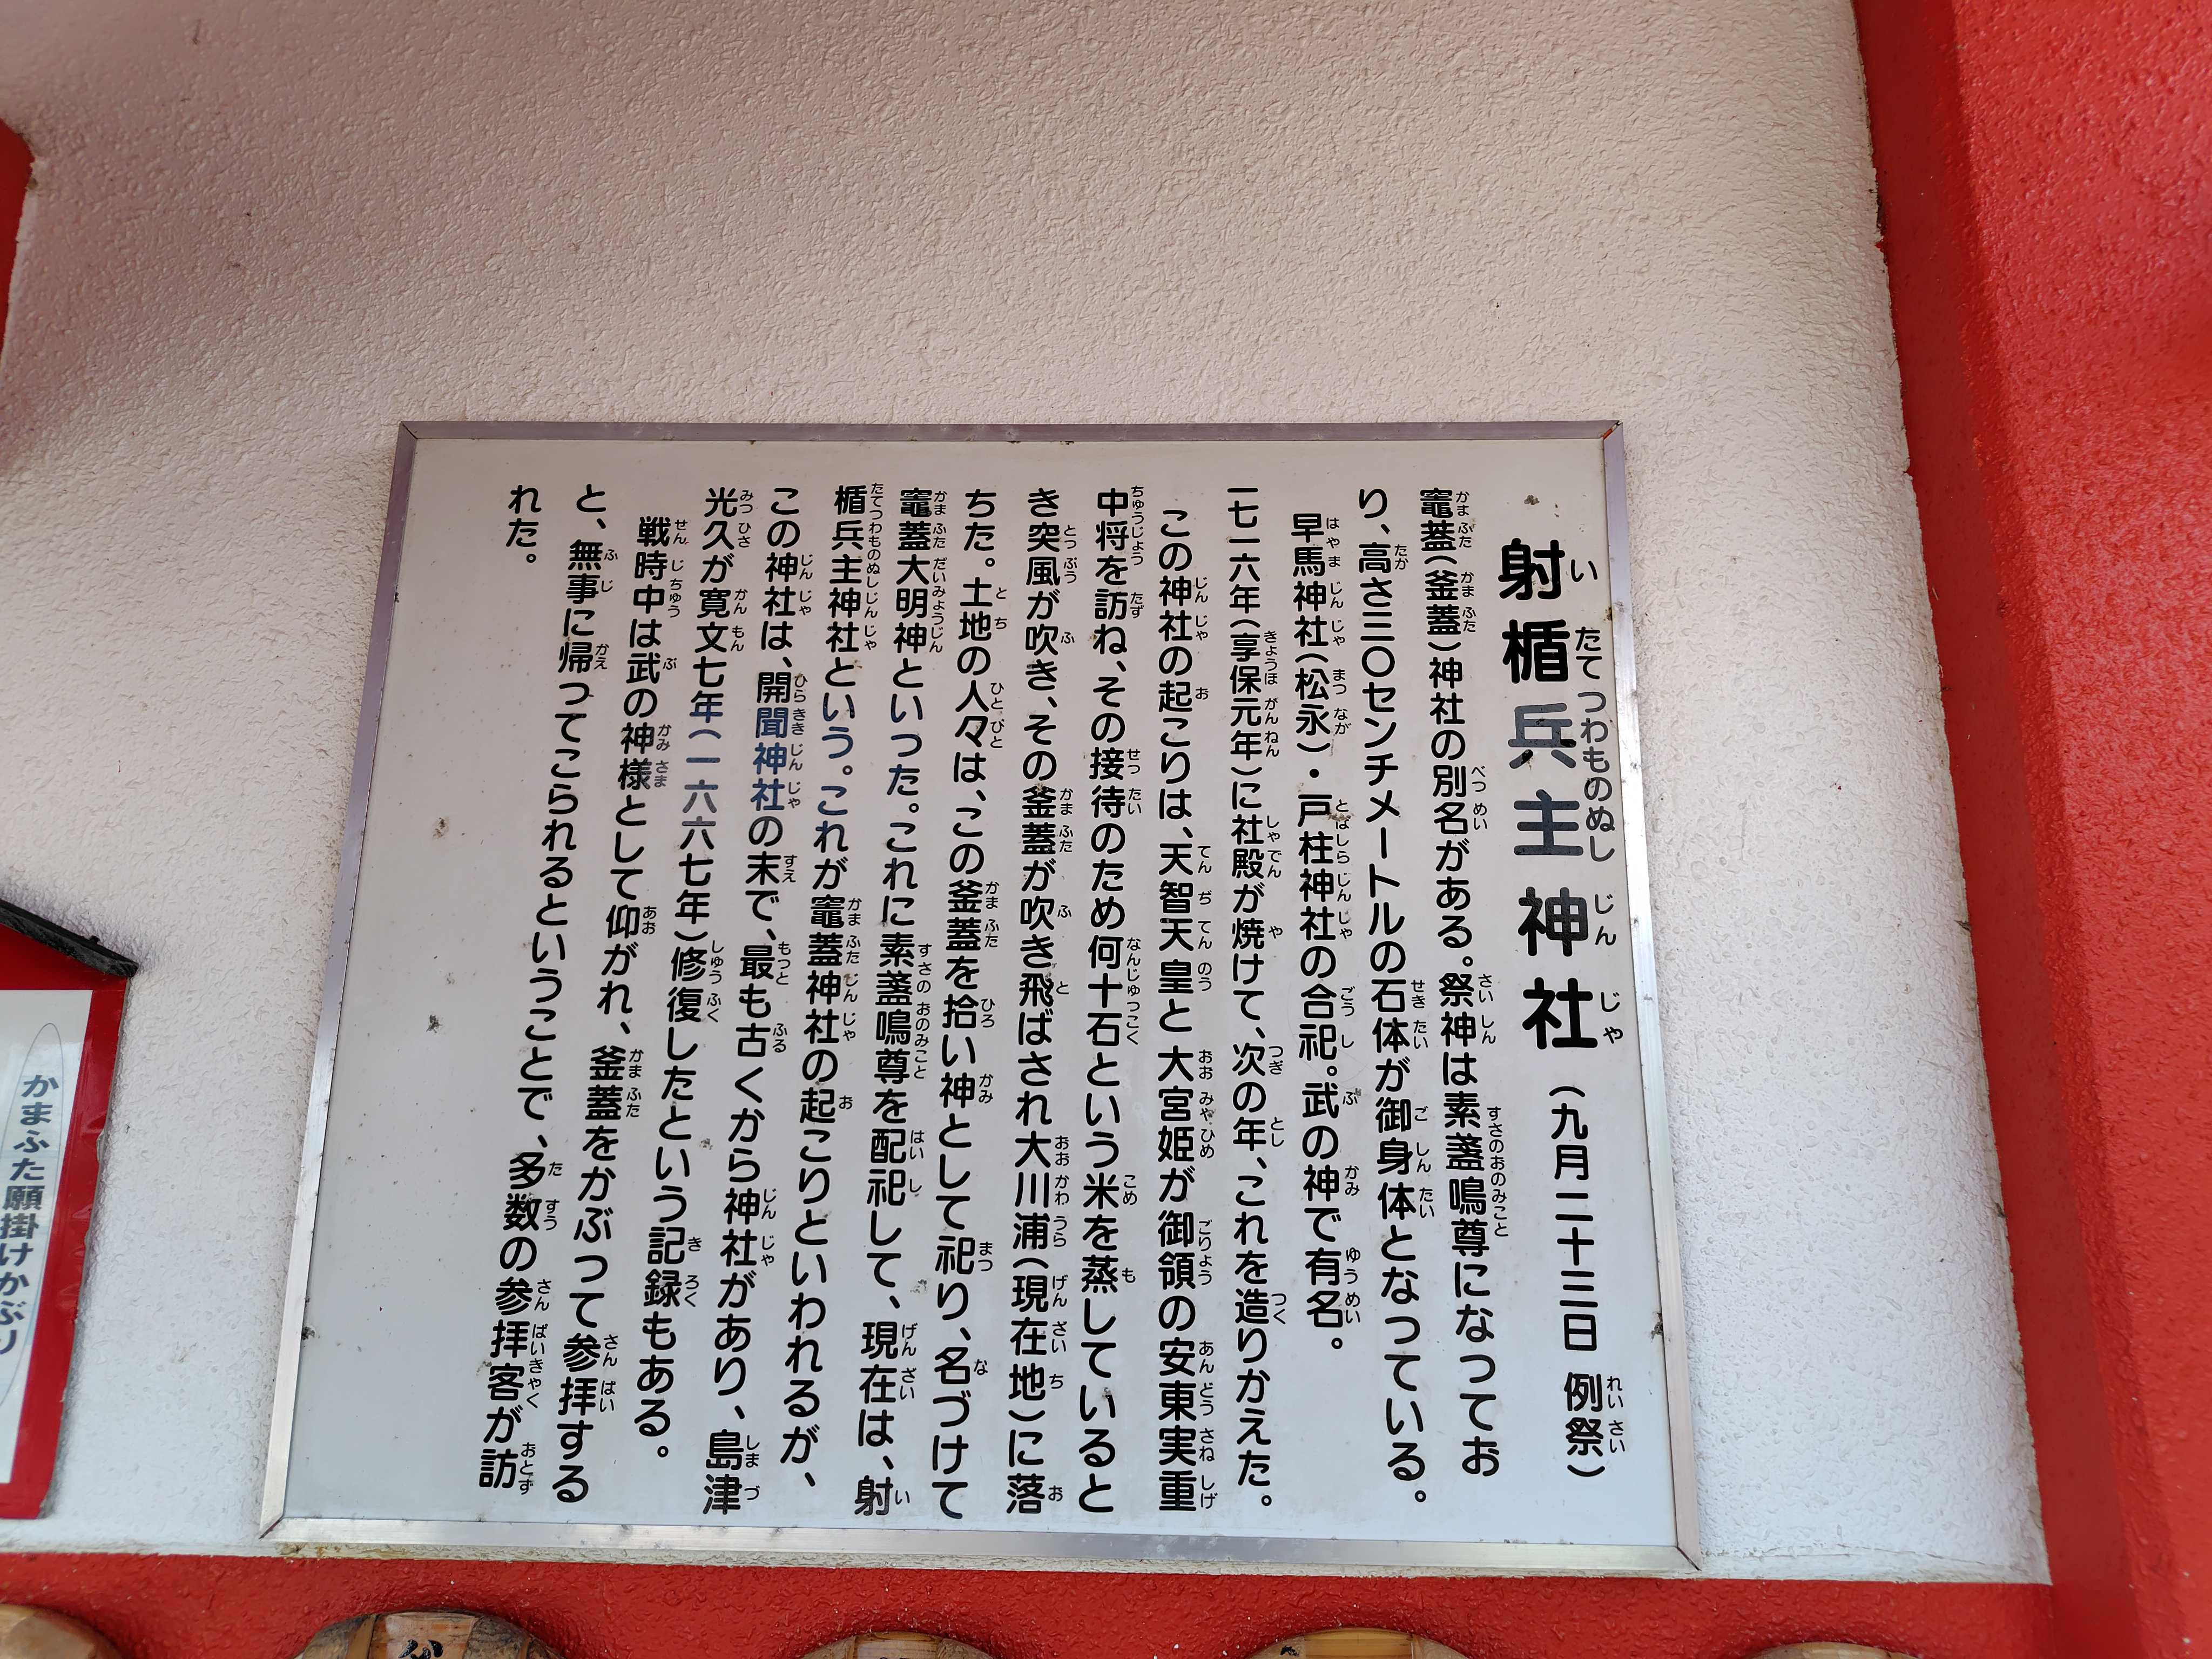 射楯兵主神社(九月二十三日 例祭)
竈蓋(釜蓋)神社の別名がある。祭神は素盞鳴尊になってお
り、高さ三〇センチメートルの石体が御身体となっている。
早馬神社(松永)・戸柱神社の合祀。武の神で有名。
一七一六年(享保元年)に社殿が焼けて、次の年、これを造りかえた。
この神社の起こりは、天智天皇と大宮姫が御領の安東実重
中将を訪ね、その接待のため何十石という米を蒸していると
き突風が吹き、その釜蓋が吹き飛ばされ大川浦(現在地)に落
ちた。土地の人々は、この釜蓋を拾い神として祀り、名づけて
竈蓋大明神といった。これに素盞鳴尊を配祀して、現在は、射
楯兵主神社という。これが竈蓋神社の起こりといわれるが、
この神社は、開聞神社の末で、最も古くから神社があり、島津
光久が寛文七年(一六六七年)修復したという記録もある。
戦時中は武の神様として仰がれ、釜蓋をかぶって参拝する
と、無事に帰ってこられるということで、多数の参拝客が訪
れた。
かまふた願掛けかぶり